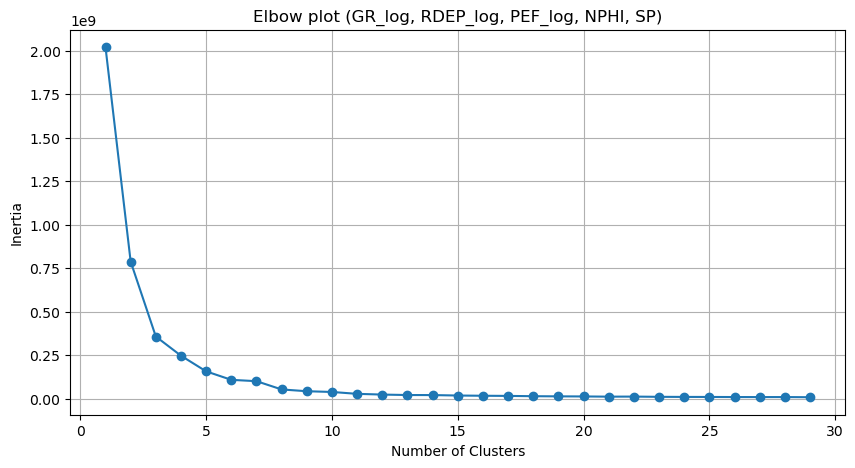 Elbow plot (GR_log, RDEP_log, PEF_log, NPHI, SP)
1e9
2.00
1.75
1.50
1.25
1.00
0.75
0.50
0.25
0.00
Inertia
0 5 10 15 20 25 30
Number of Clusters